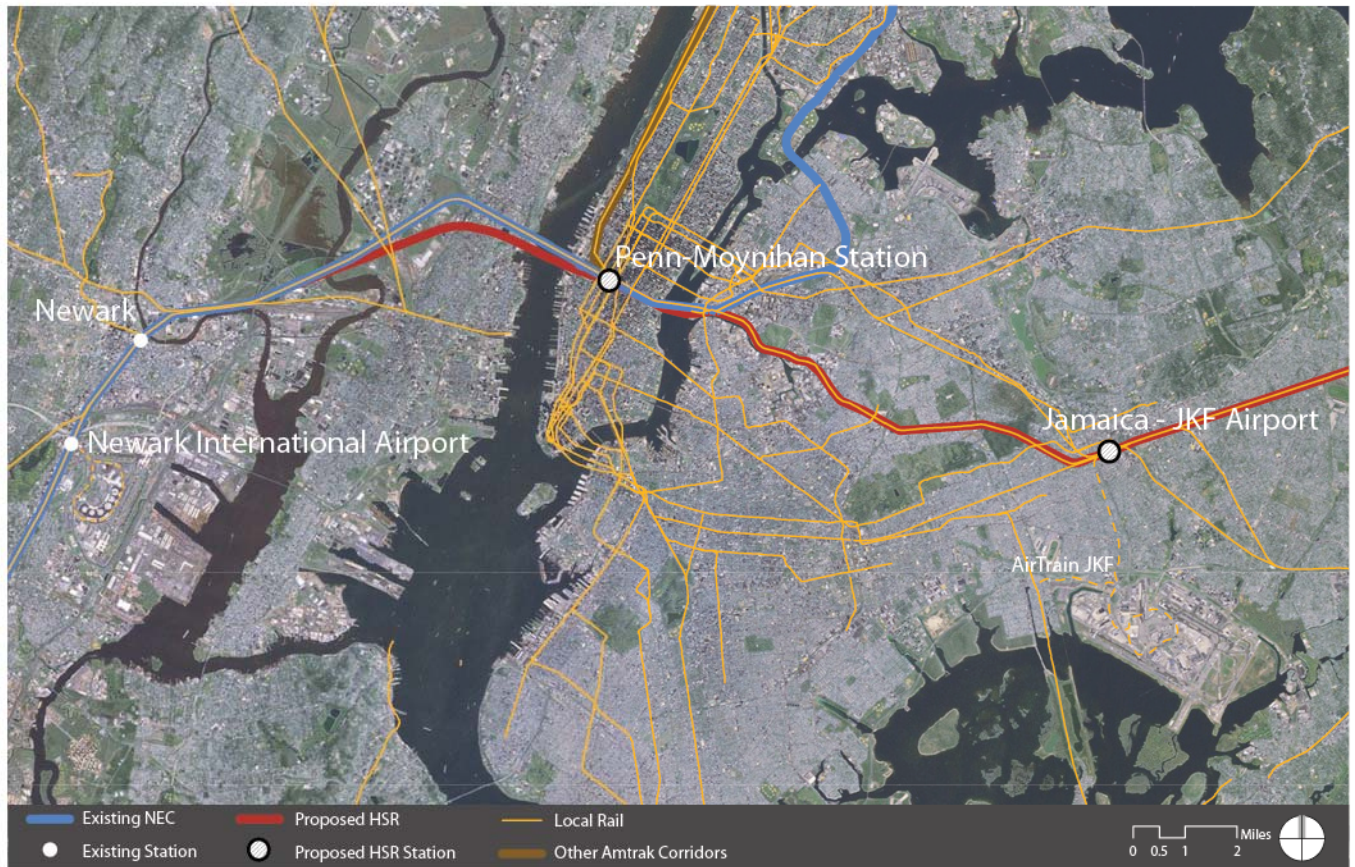 Penn-Moynihan Station
Newark
Jamaica - JKF Airport
Newark International Airport
AirTrain JKF
Existing NEC
Proposed HSR
Local Rail
Existing Station
Proposed HSR Station
Other Amtrak Corridors
Miles
0 0.5 1 2